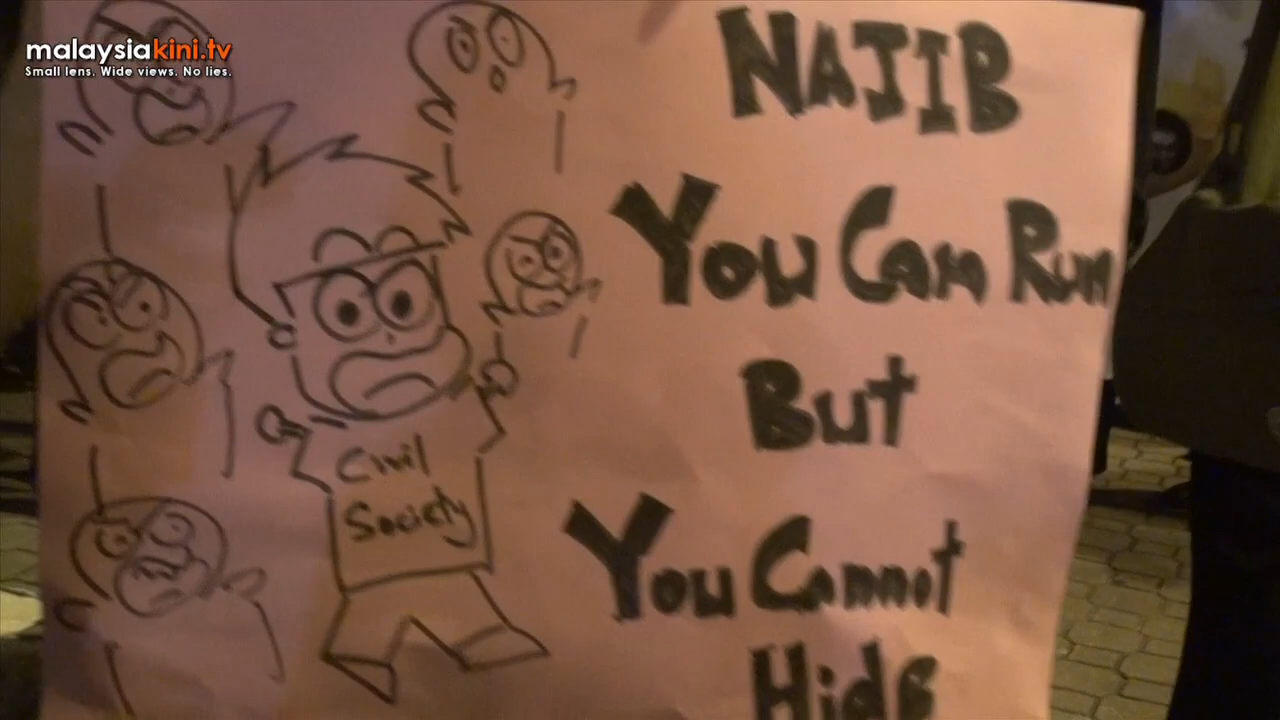 malaysiakini.tv
Small lens. Wide views. No lies.
NAJIB
You Can Run
But
You Cannot
Hide
Civil
Society